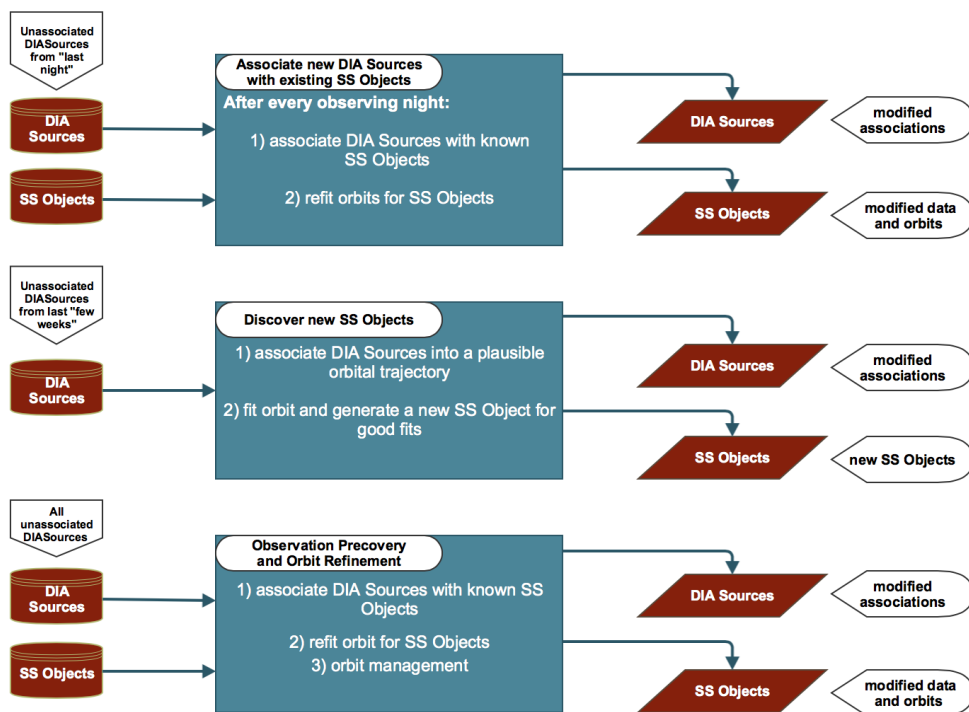 Unassociated
DIASources
from "last
night"
Associate new DIA Sources
with existing SS Objects
After every observing night:
DIA
Sources
1) associate DIA Sources with known
SS Objects
SS Objects
2) refit orbits for SS Objects
DIA Sources
modified
associations
SS Objects
modified data
and orbits
Unassociated
DIASources
from last "few
weeks"
Discover new SS Objects
DIA
Sources
1) associate DIA Sources into a plausible
orbital trajectory
2) fit orbit and generate a new SS Object for
good fits
DIA Sources
modified
associations
SS Objects
new SS Objects
All
unassociated
DIASources
Observation Precovery
and Orbit Refinement
DIA
Sources
1) associate DIA Sources with known SS
Objects
SS Objects
2) refit orbit for SS Objects
3) orbit management
DIA Sources
modified
associations
SS Objects
modified data
and orbits